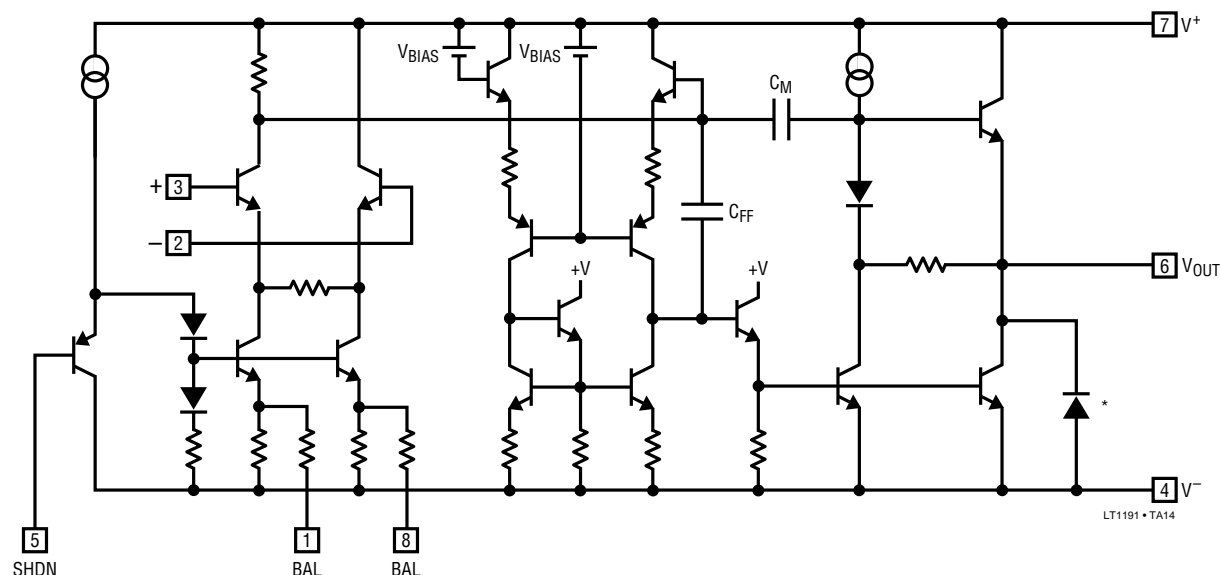 7 V+
VBIAS VBIAS
CM
+ 3
CFF
– 2
+V +V
6 VOUT
*
4 V–
LT1191 • TA14
5 1 8
SHDN BAL BAL